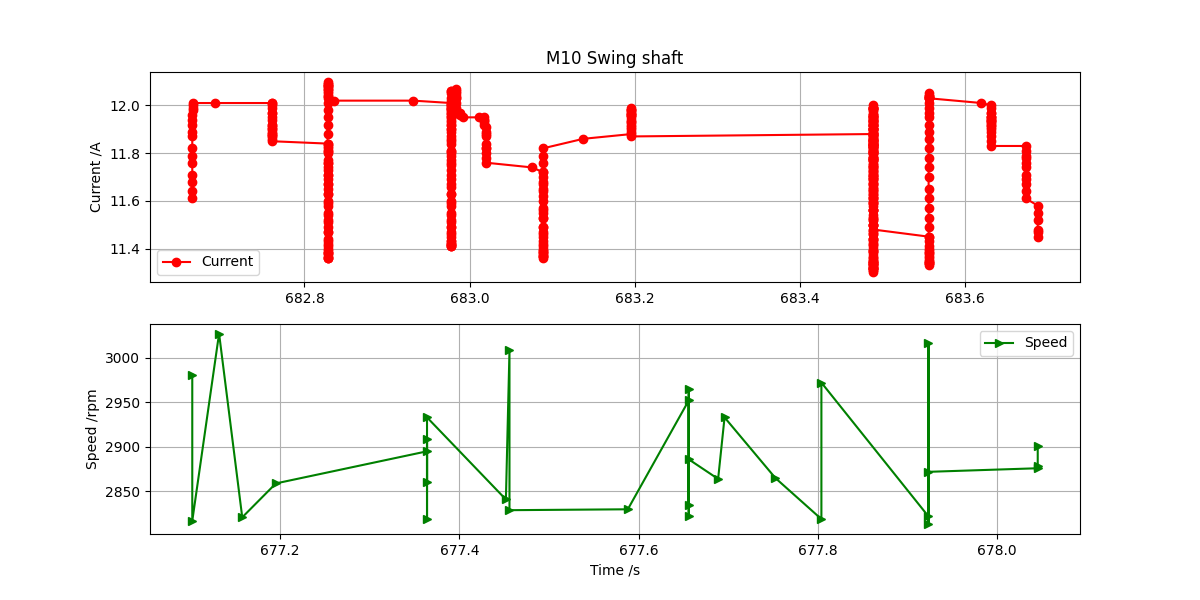 M10 Swing shaft
Current /A
12.0
11.8
11.6
11.4
Current
682.8 683.0 683.2 683.4 683.6
Speed /rpm
3000
2950
2900
2850
Speed
677.2 677.4 677.6 677.8 678.0
Time /s